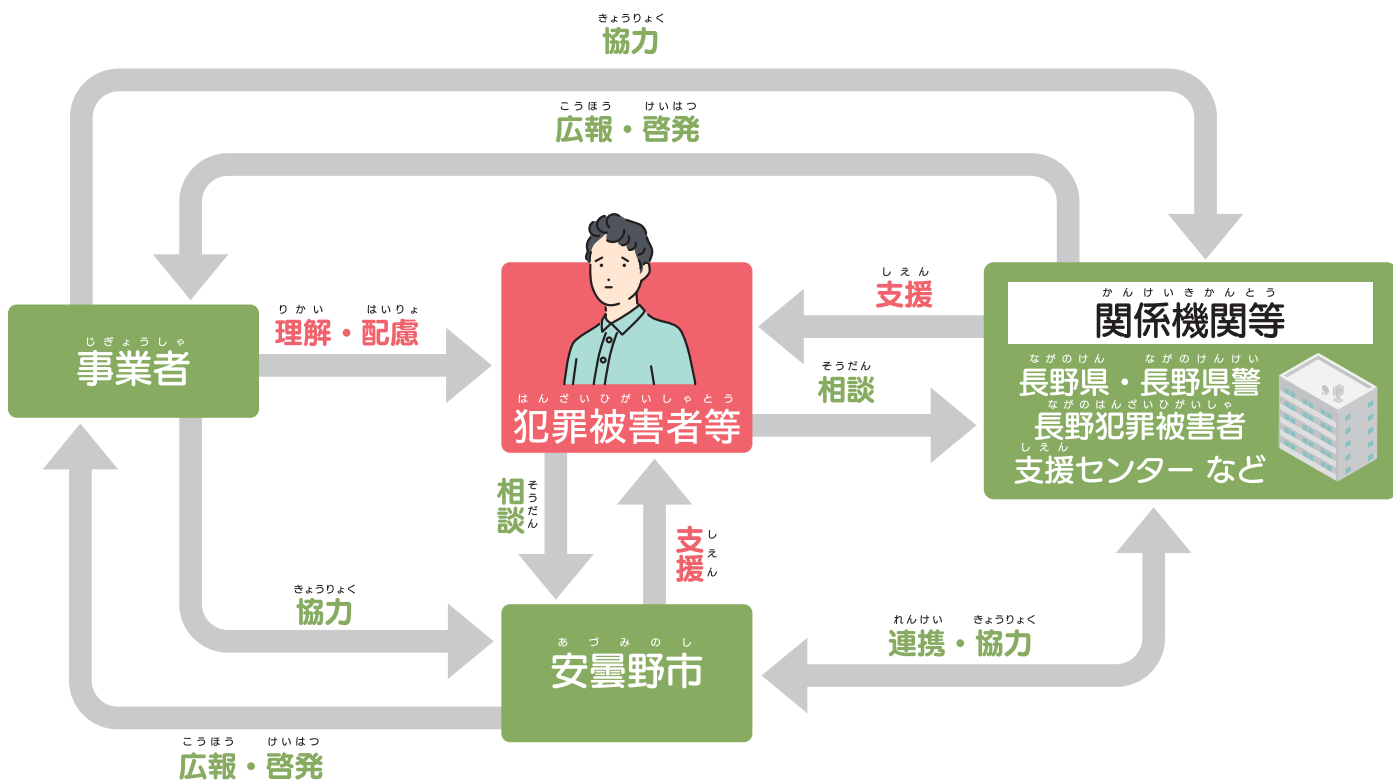 きょうりょく
協力
こうほう けいはつ
広報・啓発
じぎょうしゃ
事業者
りかい はいりょ
理解・配慮
はんざいひがいしゃとう
犯罪被害者等
しえん
支援
そうだん
相談
かんけいきかんとう
関係機関等
ながのけん ながのけんけい
長野県・長野県警
ながのはんざいひがいしゃ
長野犯罪被害者
しえん
支援センター など
そうだん
相談
しえん
支援
きょうりょく
協力
あづみのし
安曇野市
れんけい きょうりょく
連携・協力
こうほう けいはつ
広報・啓発